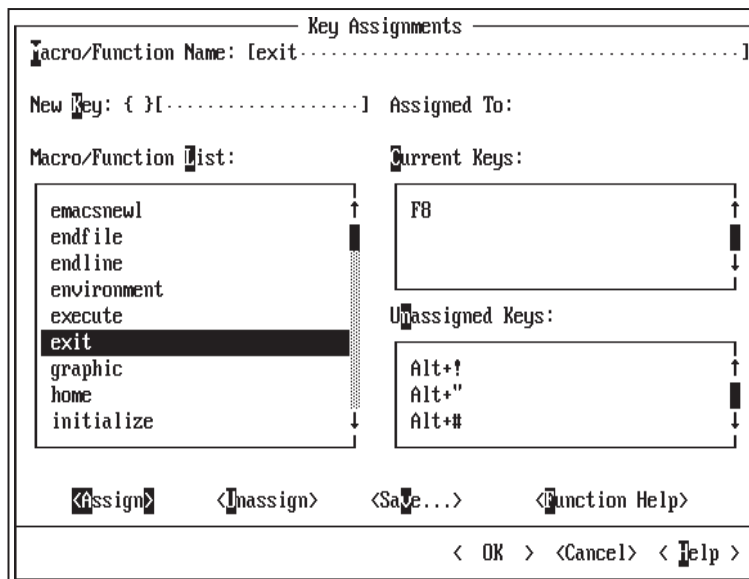 Key Assignments
Macro/Function Name: [exit·············································]
New Key: { }[···················] Assigned To:
Macro/Function List:
emacsnewl
endfile
endline
environment
execute
exit
graphic
home
initialize
Current Keys:
F8
Unassigned Keys:
Alt+!
Alt+"
Alt+#
<Assign> <Unassign> <Save...> <Function Help>
< OK > <Cancel> < Help >